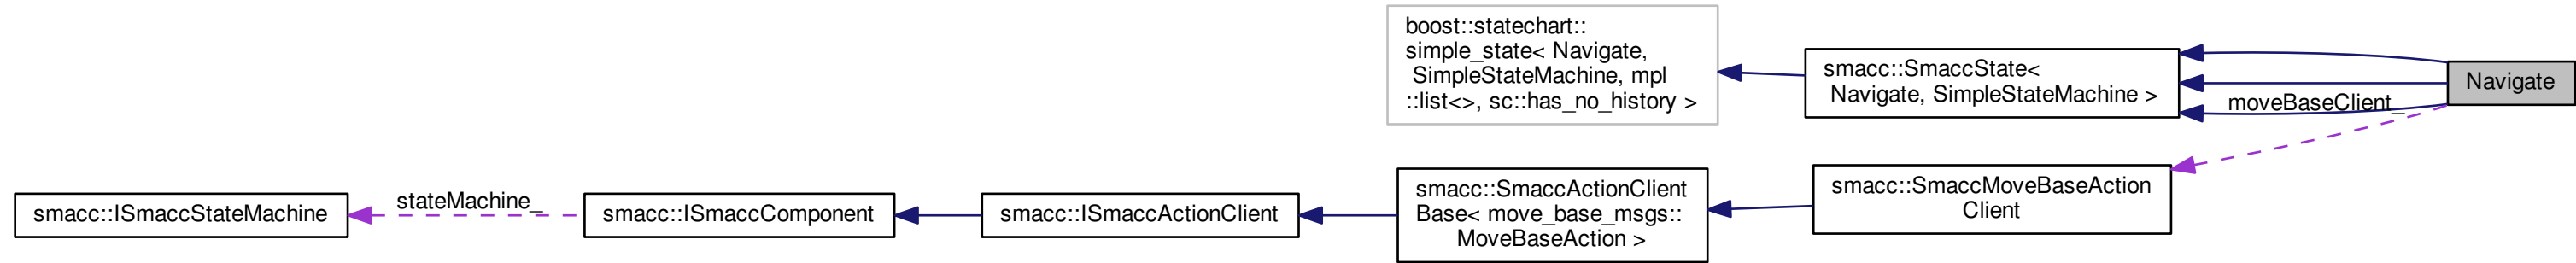 boost::statechart::
simple_state< Navigate,
SimpleStateMachine, mpl
::list<>, sc::has_no_history >
smacc::SmaccState<
Navigate, SimpleStateMachine >
Navigate
moveBaseClient_
smacc::ISmaccStateMachine
stateMachine_
smacc::ISmaccComponent
smacc::ISmaccActionClient
smacc::SmaccActionClient
Base< move_base_msgs::
MoveBaseAction >
smacc::SmaccMoveBaseAction
Client